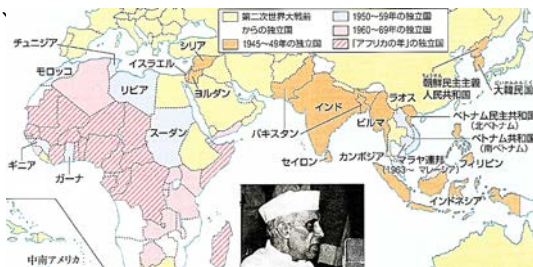 第二次世界大戦前
からの独立国
1945~49年の独立国
1950~59年の独立国
1960~69年の独立国
「アフリカの年」の独立国
チュニジア
モロッコ
イスラエル
シリア
リビア
ヨルダン
スーダン
ギニア
ガーナ
インド
パキスタン
セイロン
ビルマ
ラオス
カンボジア
朝鮮民主主義
人民共和国
大韓民国
ベトナム民主共和国
(北ベトナム)
ベトナム共和国
(南ベトナム)
マラヤ連邦
(1963~ マレーシア)
フィリピン
インドネシア
中南アメリカ